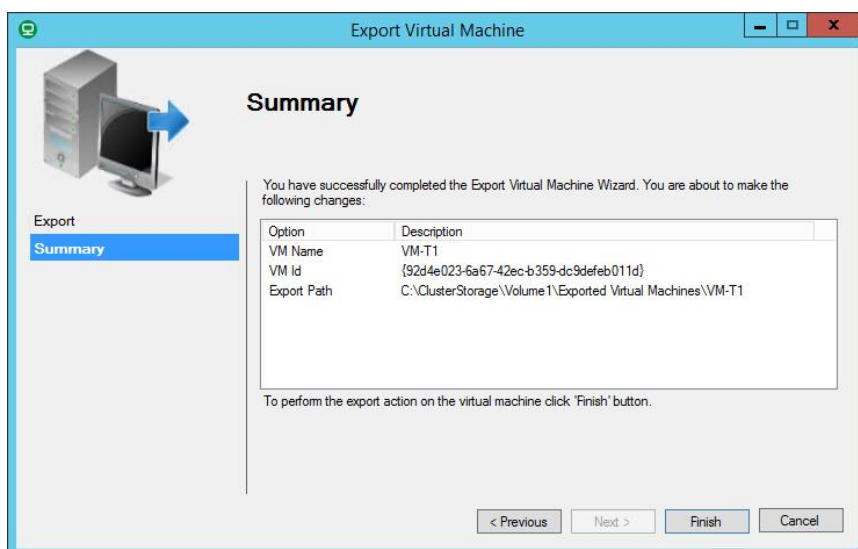 Export Virtual Machine
Summary
You have successfully completed the Export Virtual Machine Wizard. You are about to make the
following changes:
Export
Summary
Option Description
VM Name VM-T1
VM Id {92d4e023-6a67-42ec-b359-dc9defeb011d}
Export Path C:\ClusterStorage\Volume1\Exported Virtual Machines\VM-T1
To perform the export action on the virtual machine click 'Finish' button.
< Previous Next > Finish Cancel